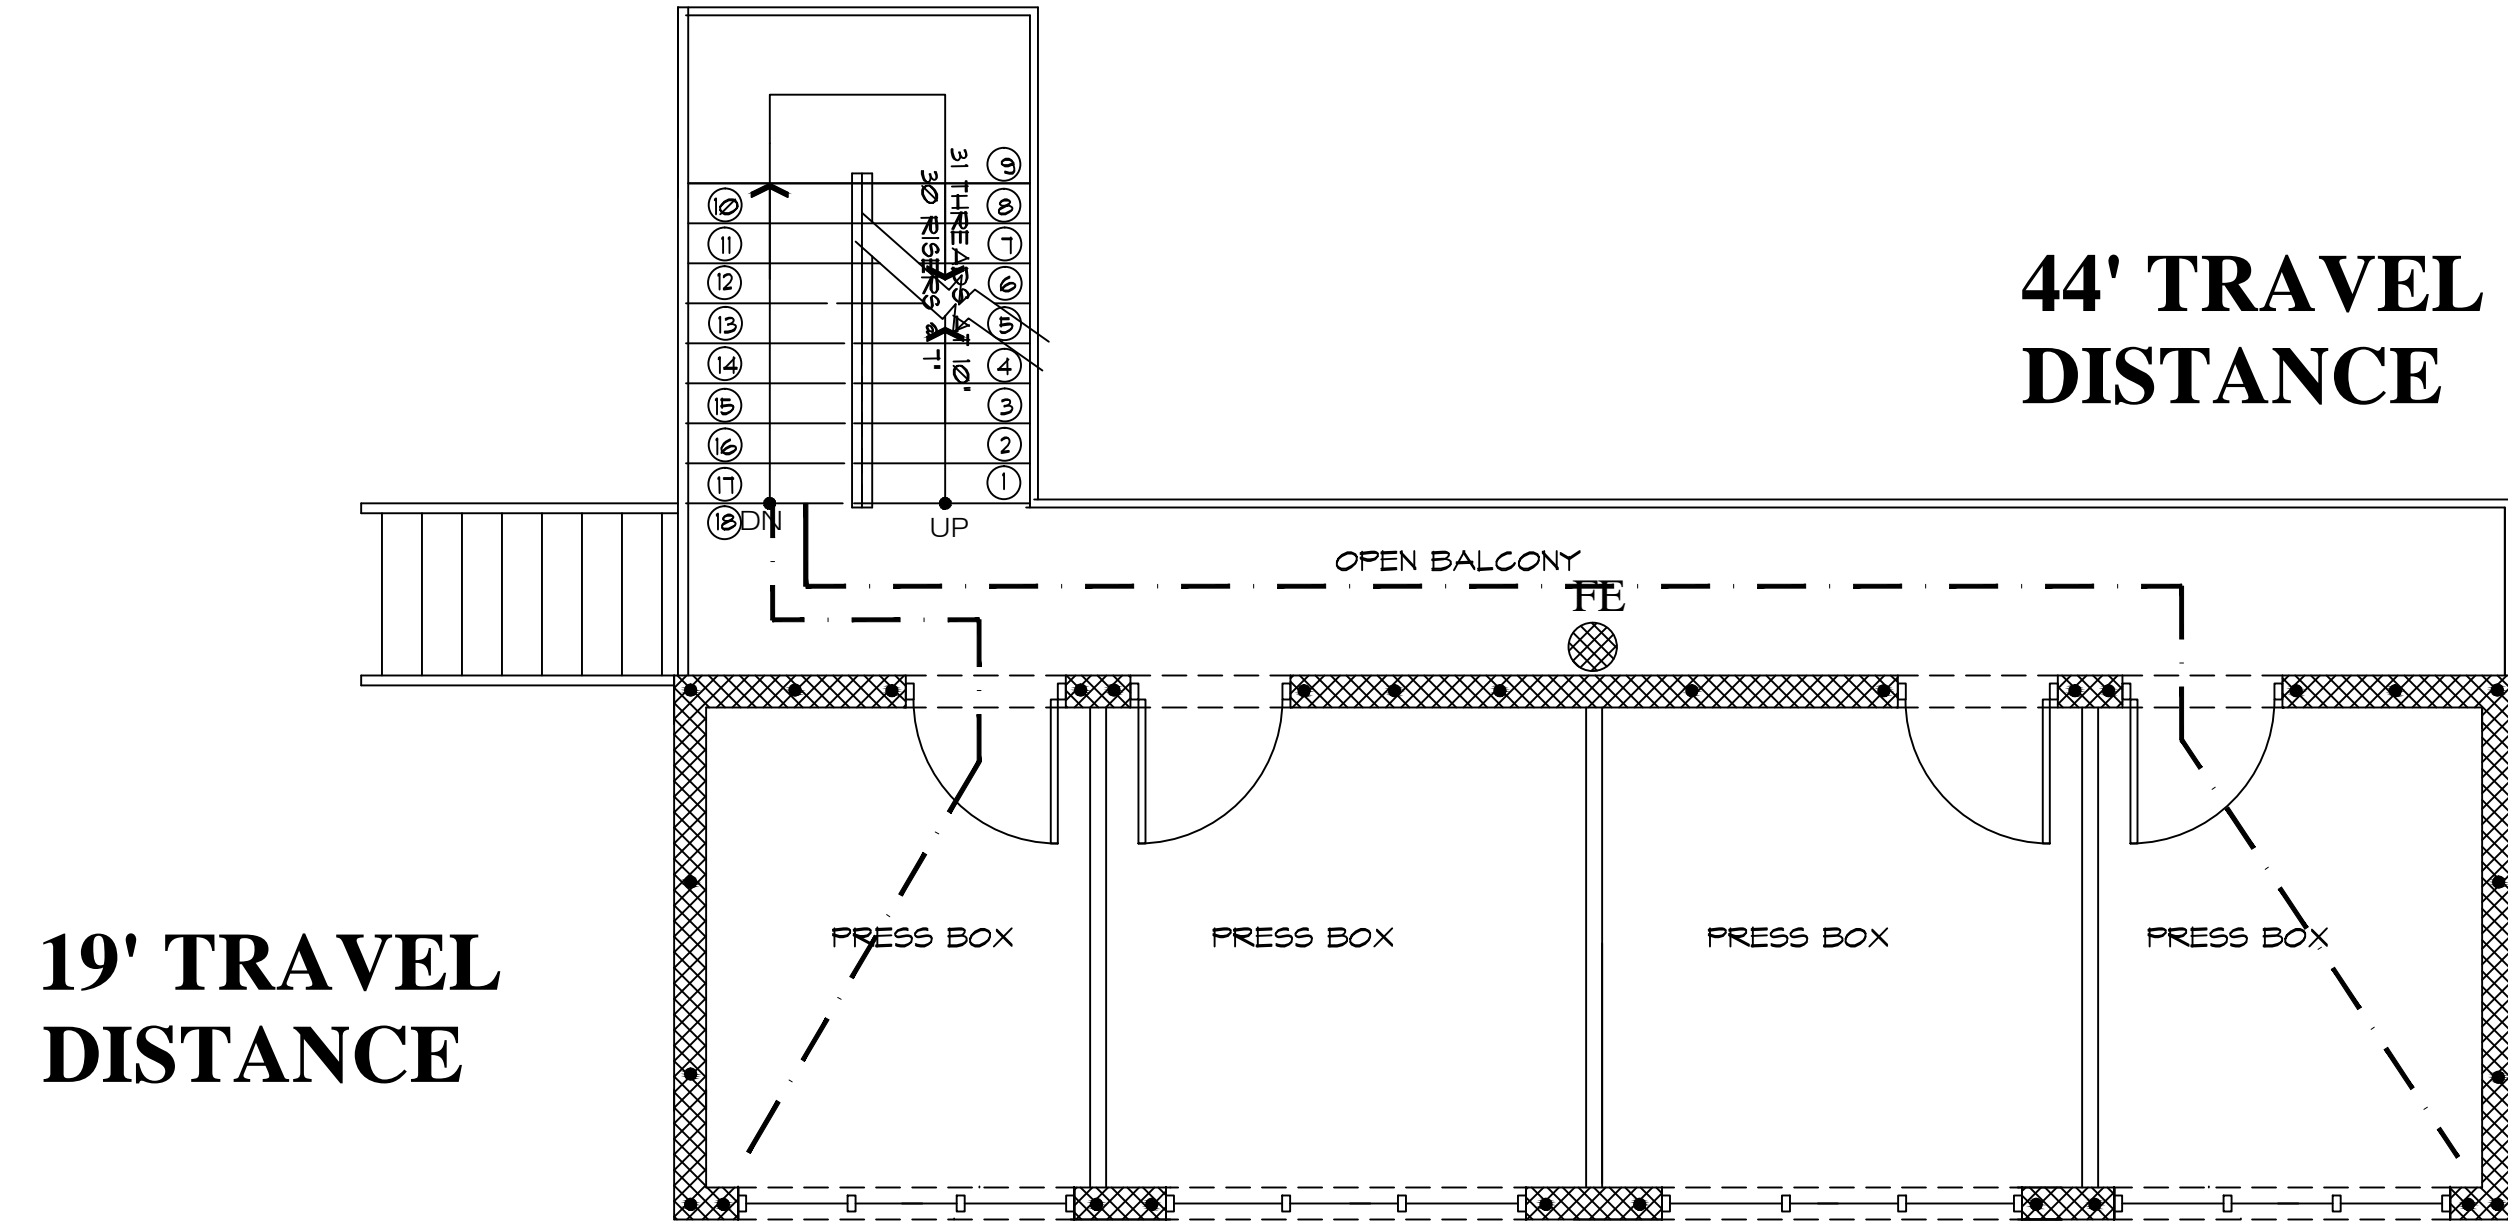 31 THREADS AT 10"
30 RISERS @ 7"
9
10
8
11
7
12
6
13
5
14
4
15
3
16
2
17
1
18
DN
UP
44' TRAVEL
DISTANCE
OPEN BALCONY
FE
PRESS BOX
PRESS BOX
PRESS BOX
PRESS BOX
19' TRAVEL
DISTANCE